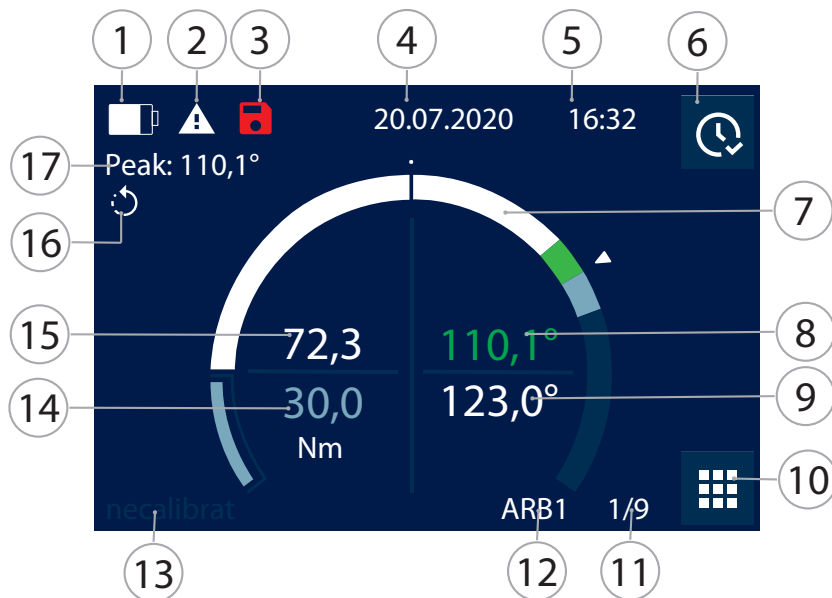 1 2 3 4 5 6
20.07.2020 16:32
17 Peak: 110,1°
16 7
15 72,3 110,1° 8
14 30,0 123,0° 9
Nm
10
necalibrat ARB1 1/9
13 12 11